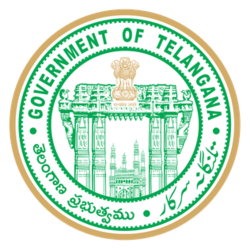 GOVERNMENT OF TELANGANA
తెలంగాణ ప్రభుత్వము
تلنگانہ سرکار